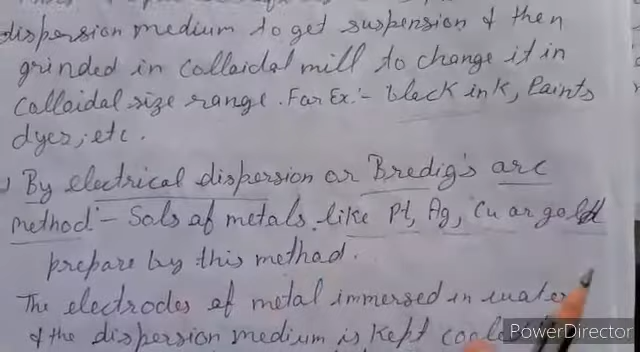 dispersion medium to get suspension & then
grinded in Colloidal mill to change it in
Colloidal size range. For Ex:- black ink, Paints
dyes, etc.
By electrical dispersion or Bredig's arc
method:- Sols of metals like Pt, Ag, Cu or gold
prepare by this method.
The electrodes of metal immersed in water
& the dispersion medium is kept
PowerDirector